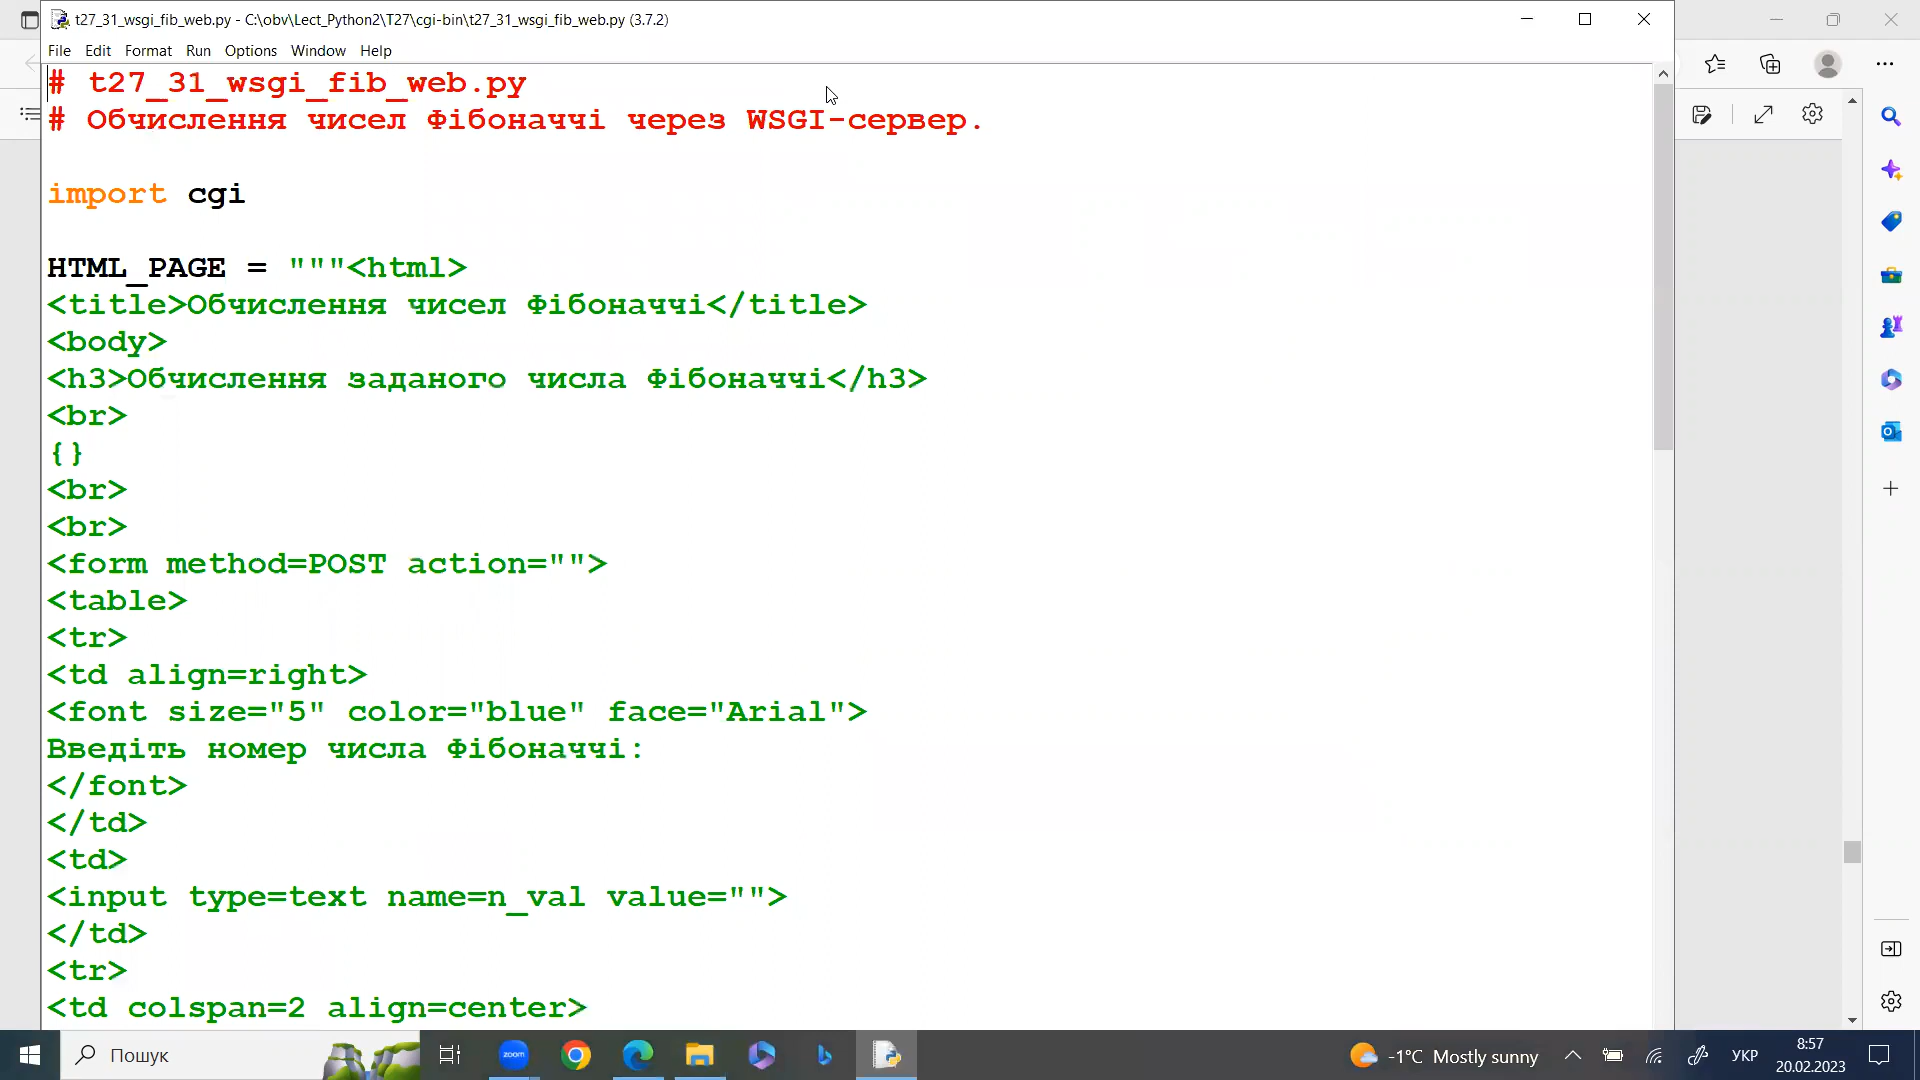 t27_31_wsgi_fib_web.py - C:\obv\Lect_Python2\T27\cgi-bin\t27_31_wsgi_fib_web.py (3.7.2)
File Edit Format Run Options Window Help
# t27_31_wsgi_fib_web.py
# Обчислення чисел Фібоначчі через WSGI-сервер.
import cgi
HTML_PAGE = """<html>
<title>Обчислення чисел Фібоначчі</title>
<body>
<h3>Обчислення заданого числа Фібоначчі</h3>
<br>
{}
<br>
<br>
<form method=POST action="">
<table>
<tr>
<td align=right>
<font size="5" color="blue" face="Arial">
Введіть номер числа Фібоначчі:
</font>
</td>
<td>
<input type=text name=n_val value="">
</td>
<tr>
<td colspan=2 align=center>
Пошук
zoom
-1°C Mostly sunny
УКР
8:57
20.02.2023